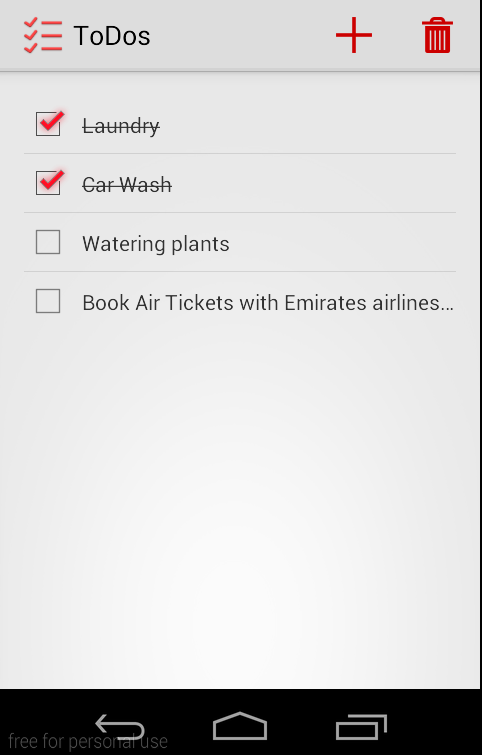 ToDos
Laundry
Car Wash
Watering plants
Book Air Tickets with Emirates airlines...
free for personal use